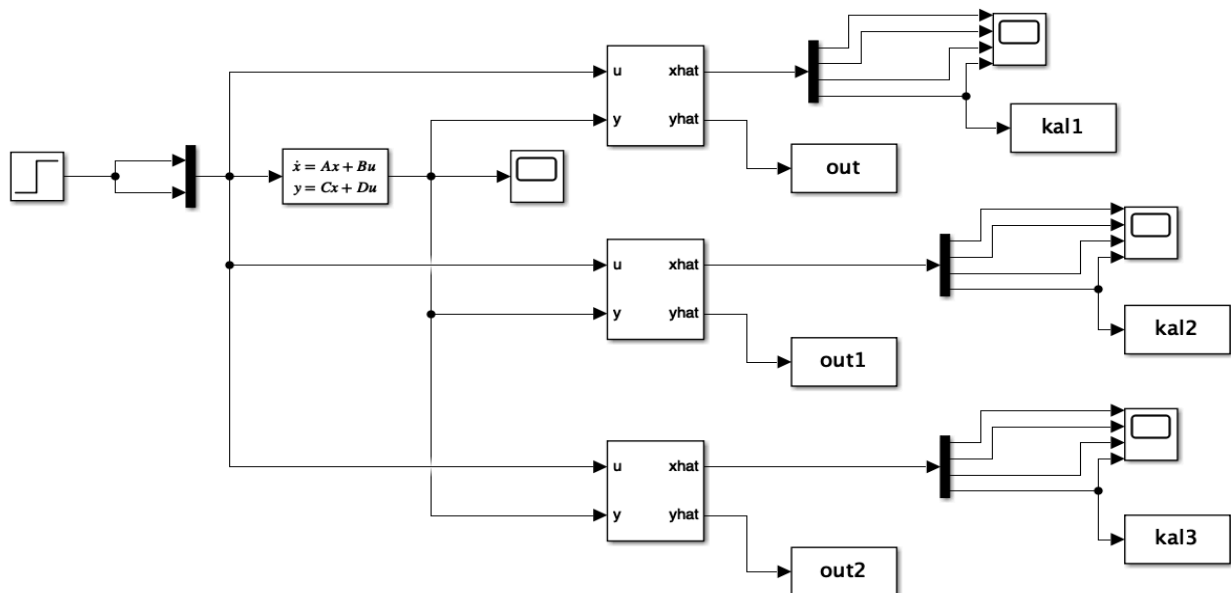 u xhat
y yhat
kal1
out
ẋ = Ax + Bu
y = Cx + Du
u xhat
y yhat
kal2
out1
u xhat
y yhat
kal3
out2